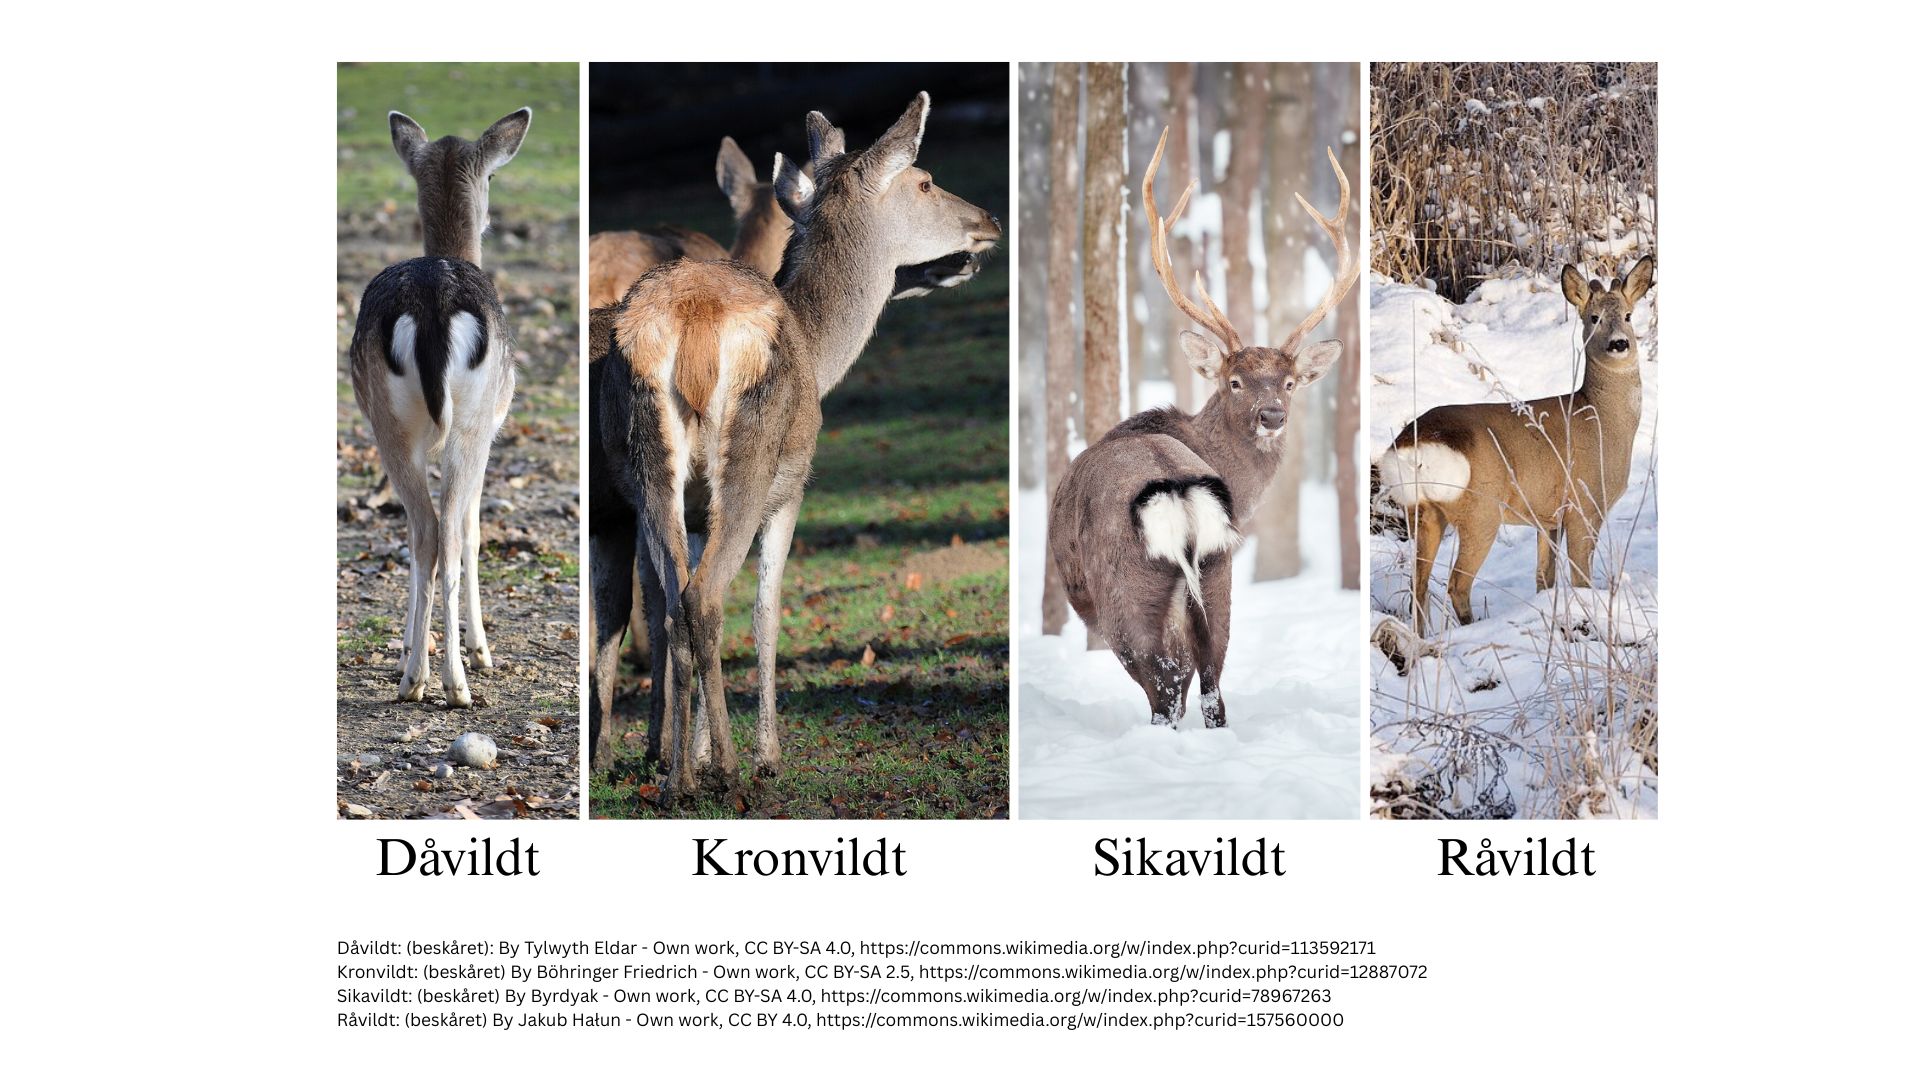 Dåvildt
Kronvildt
Sikavildt
Råvildt
Dåvildt: (beskåret): By Tylwyth Eldar - Own work, CC BY-SA 4.0, https://commons.wikimedia.org/w/index.php?curid=113592171
Kronvildt: (beskåret) By Böhringer Friedrich - Own work, CC BY-SA 2.5, https://commons.wikimedia.org/w/index.php?curid=12887072
Sikavildt: (beskåret) By Byrdyak - Own work, CC BY-SA 4.0, https://commons.wikimedia.org/w/index.php?curid=78967263
Råvildt: (beskåret) By Jakub Hałun - Own work, CC BY 4.0, https://commons.wikimedia.org/w/index.php?curid=157560000